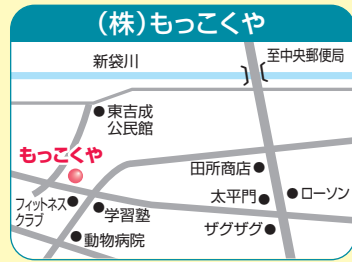 (株)もっこくや
新袋川
至中央郵便局
東吉成
公民館
もっこくや
田所商店
フィットネス
クラブ
学習塾
太平門
ローソン
動物病院
ザグザグ